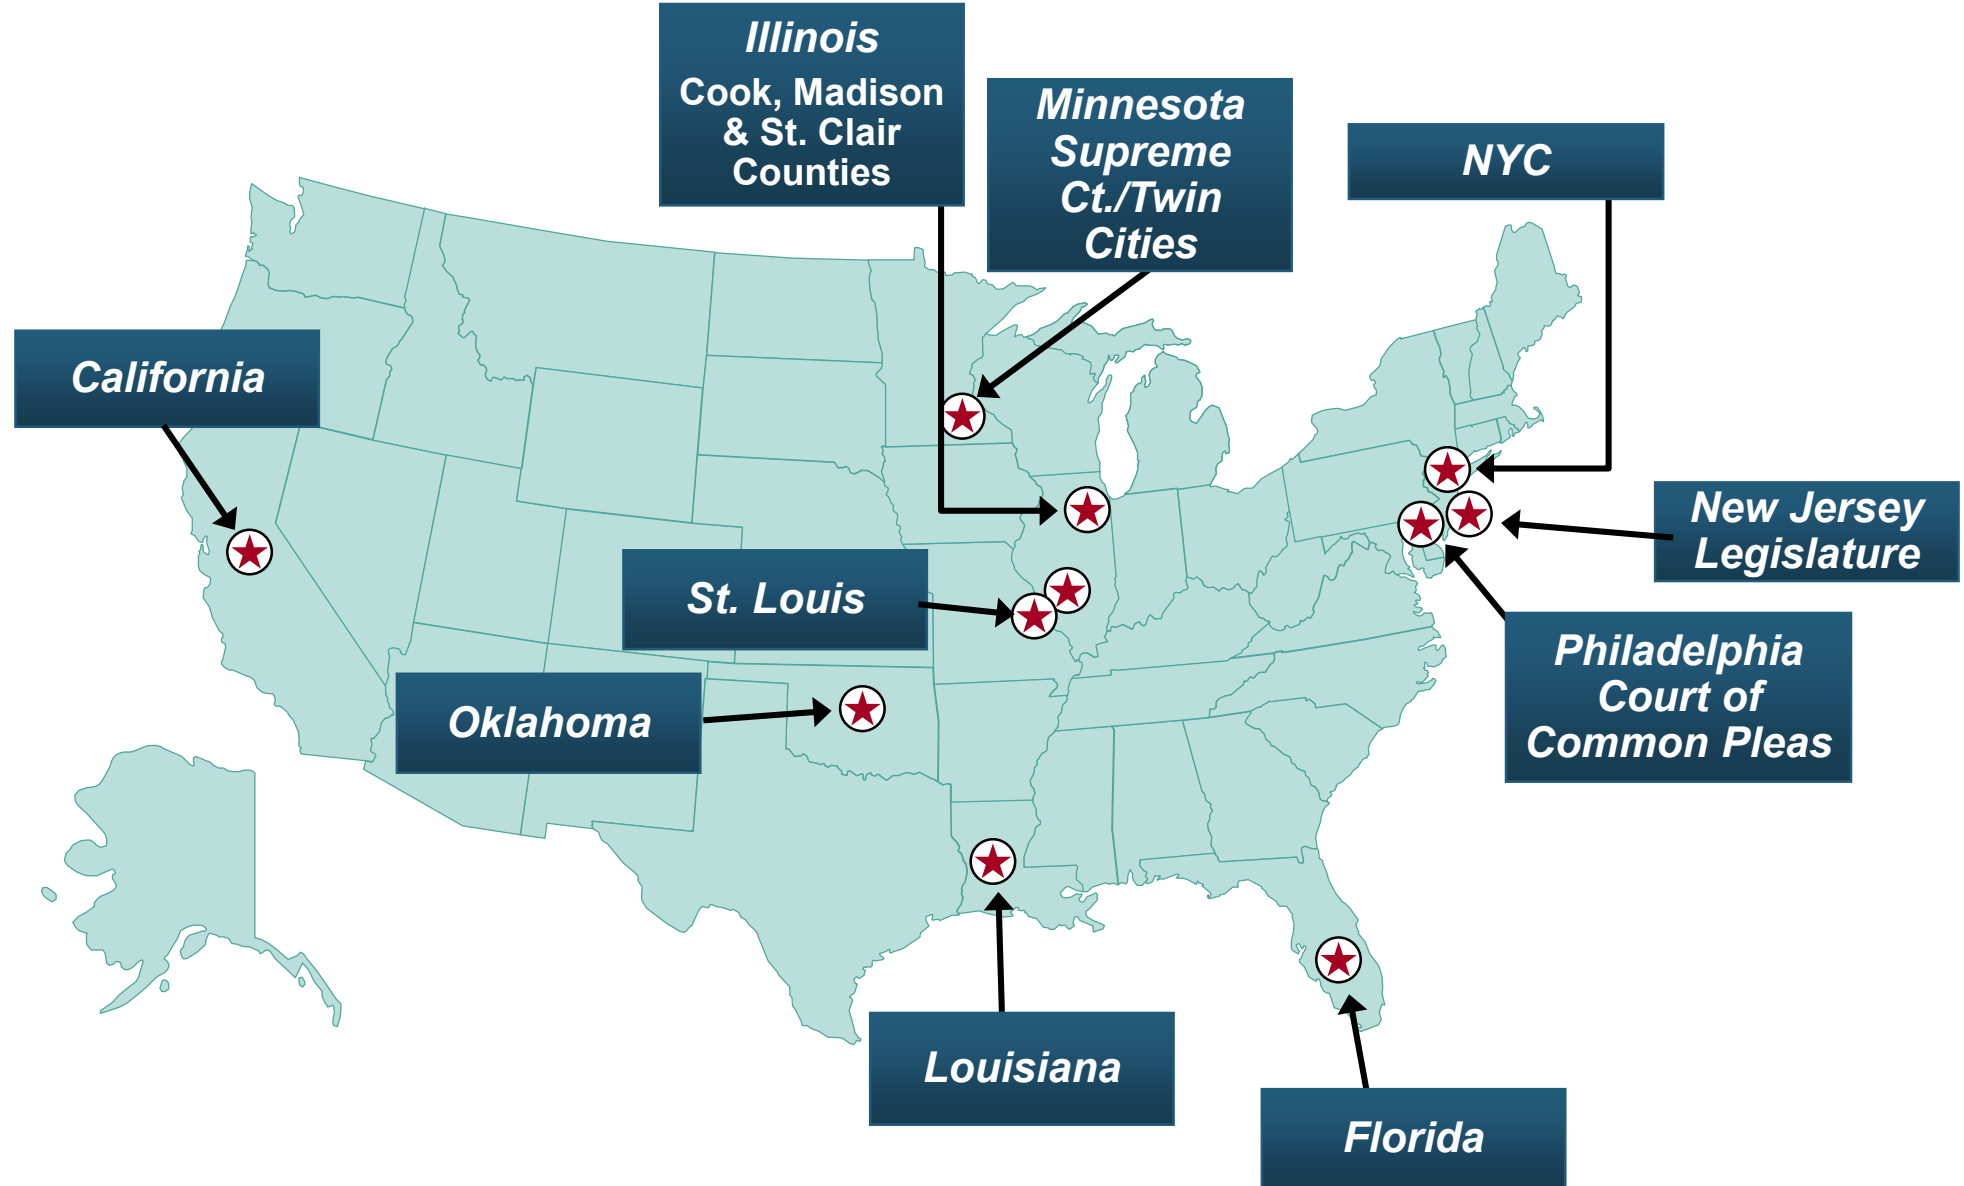 Illinois
Cook, Madison
& St. Clair
Counties
Minnesota
Supreme
Ct./Twin
Cities
NYC
California
New Jersey
Legislature
St. Louis
Philadelphia
Court of
Common Pleas
Oklahoma
Louisiana
Florida